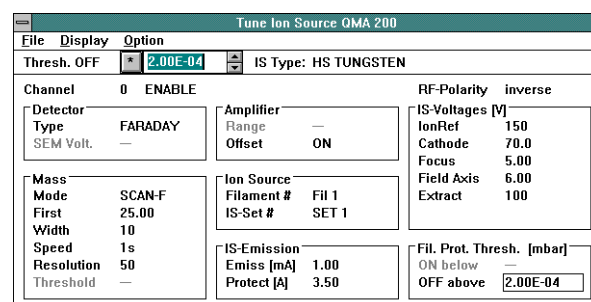 Tune Ion Source QMA 200
File Display Option
Thresh. OFF * 2.00E-04 IS Type: HS TUNGSTEN
Channel 0 ENABLE
RF-Polarity inverse
Detector
Type FARADAY
SEM Volt. —
Amplifier
Range —
Offset ON
IS-Voltages [V]
IonRef 150
Cathode 70.0
Focus 5.00
Field Axis 6.00
Extract 100
Mass
Mode SCAN-F
First 25.00
Width 10
Speed 1s
Resolution 50
Threshold —
Ion Source
Filament # Fil 1
IS-Set # SET 1
IS-Emission
Emiss [mA] 1.00
Protect [A] 3.50
Fil. Prot. Thresh. [mbar]
ON below —
OFF above 2.00E-04